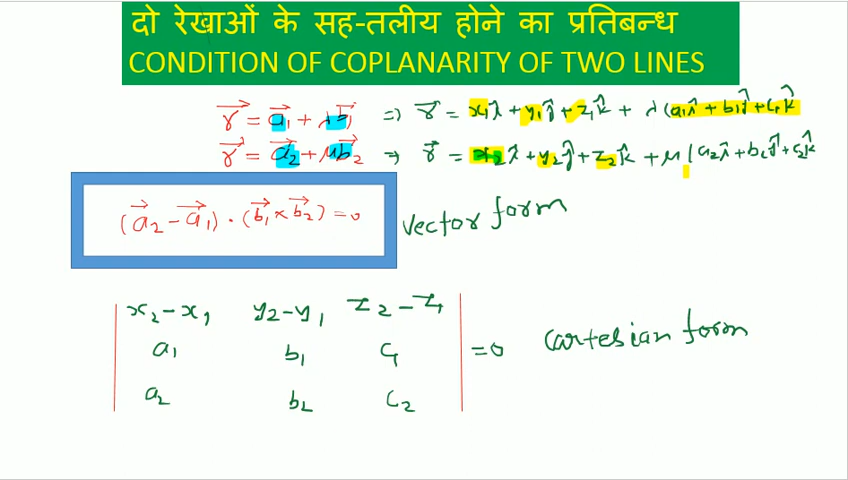 दो रेखाओं के सह-तलीय होने का प्रतिबन्ध
CONDITION OF COPLANARITY OF TWO LINES
r⃗ = a⃗₁ + λb⃗₁ ⇒ r⃗ = x₁î + y₁ĵ + z₁k̂ + λ(a₁î + b₁ĵ + c₁k̂
r⃗ = a⃗₂ + μb⃗₂ ⇒ r⃗ = x₂î + y₂ĵ + z₂k̂ + μ(a₂î + b₂ĵ + c₂k̂
(a⃗₂ − a⃗₁) · (b⃗₁ × b⃗₂) = 0 vector form
| x₂−x₁ y₂−y₁ z₂−z₁ |
| a₁ b₁ c₁ | = 0 cartesian form
| a₂ b₂ c₂ |